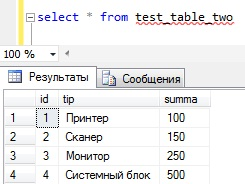 select * from test_table_two
100 %
Результаты Сообщения
id tip summa
1 1 Принтер 100
2 2 Сканер 150
3 3 Монитор 250
4 4 Системный блок 500